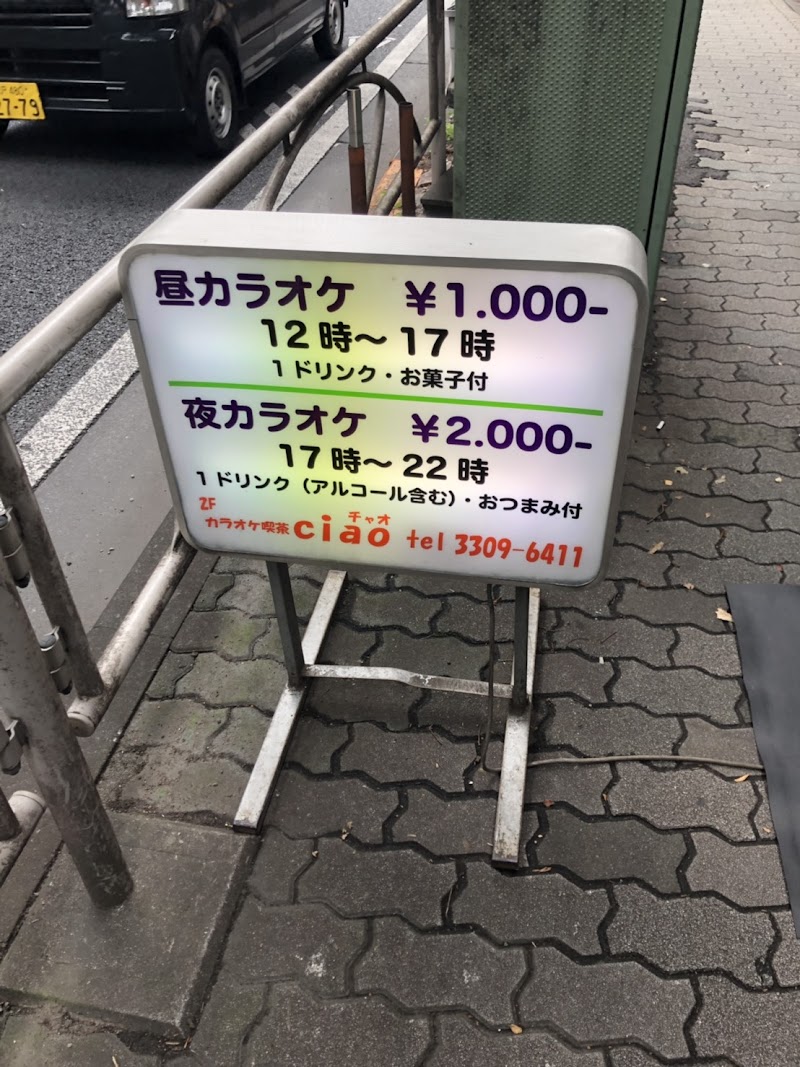 昼カラオケ ¥1.000-
12時〜17時
1ドリンク・お菓子付
夜カラオケ ¥2.000-
17時〜22時
1ドリンク（アルコール含む）・おつまみ付
2F
チャオ
カラオケ喫茶 ciao tel 3309-6411